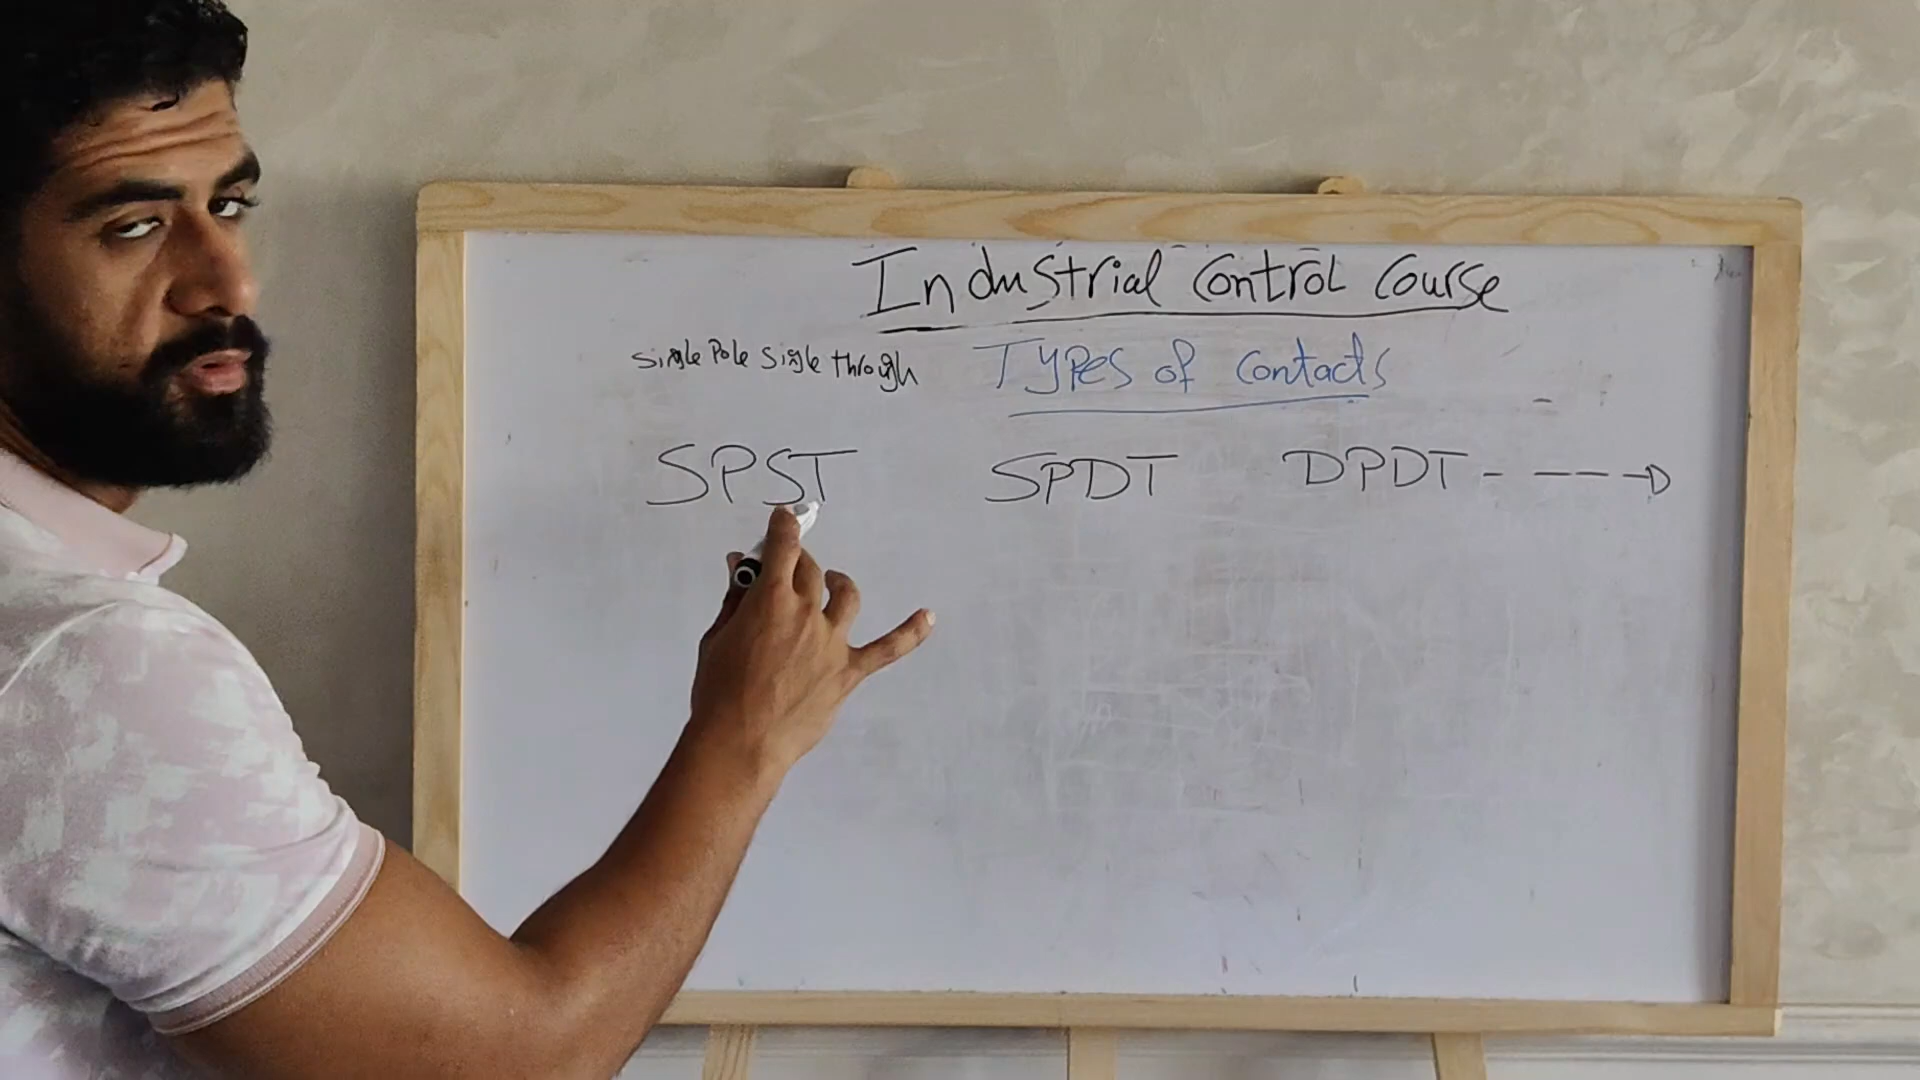 Industrial Control Course
Single Pole Single through Types of Contacts
SPST SPDT DPDT - - - →